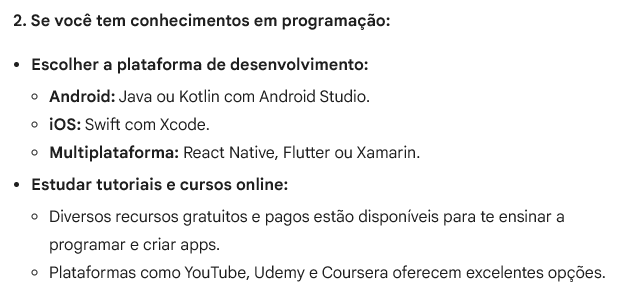 2. Se você tem conhecimentos em programação:
• Escolher a plataforma de desenvolvimento:
○ Android: Java ou Kotlin com Android Studio.
○ iOS: Swift com Xcode.
○ Multiplataforma: React Native, Flutter ou Xamarin.
• Estudar tutoriais e cursos online:
○ Diversos recursos gratuitos e pagos estão disponíveis para te ensinar a
programar e criar apps.
○ Plataformas como YouTube, Udemy e Coursera oferecem excelentes opções.